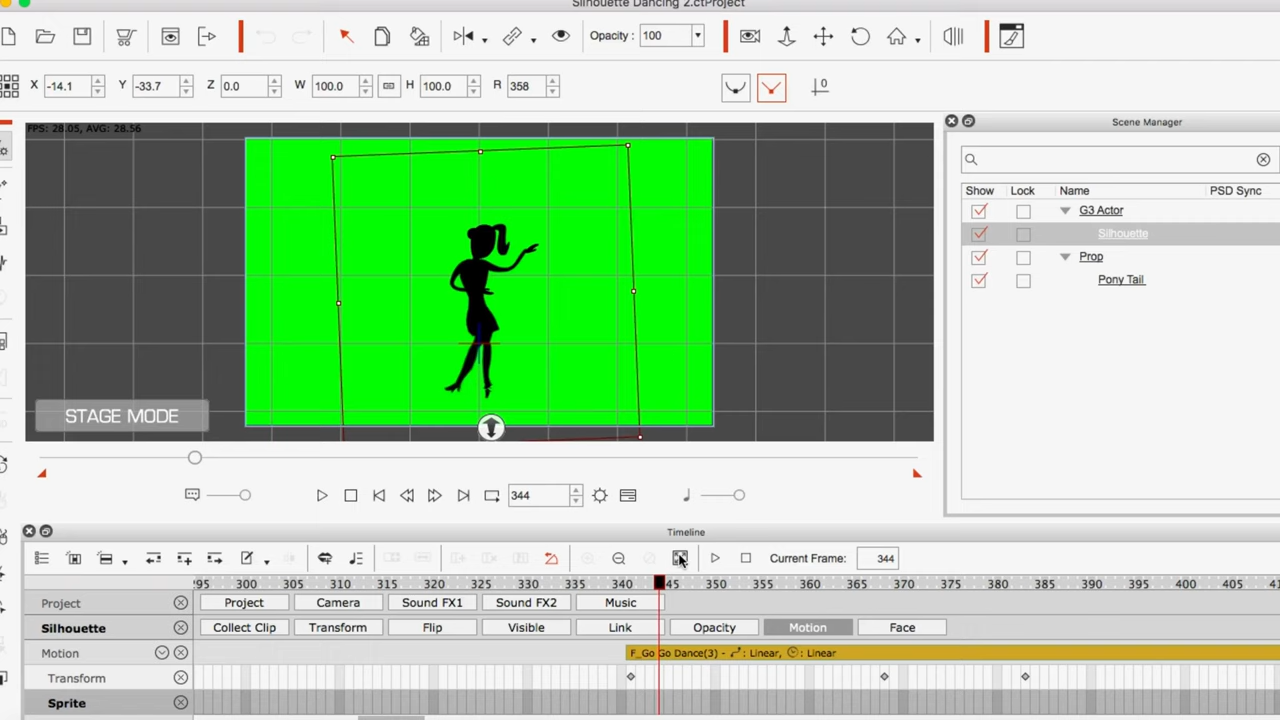 Silhouette Dancing 2.ctProject
Opacity : 100
X -14.1 Y -33.7 Z 0.0 W 100.0 H 100.0 R 358 0
FPS: 28.05, AVG: 28.56
Scene Manager
Show Lock Name PSD Sync
G3 Actor
Silhouette
Prop
Pony Tail
STAGE MODE
344
Timeline
Current Frame: 344
295 300 305 310 315 320 325 330 335 340 345 350 355 360 365 370 375 380 385 390 395 400 405
Project Project Camera Sound FX1 Sound FX2 Music
Silhouette Collect Clip Transform Flip Visible Link Opacity Motion Face
Motion F_Go Go Dance(3) - : Linear, : Linear
Transform
Sprite